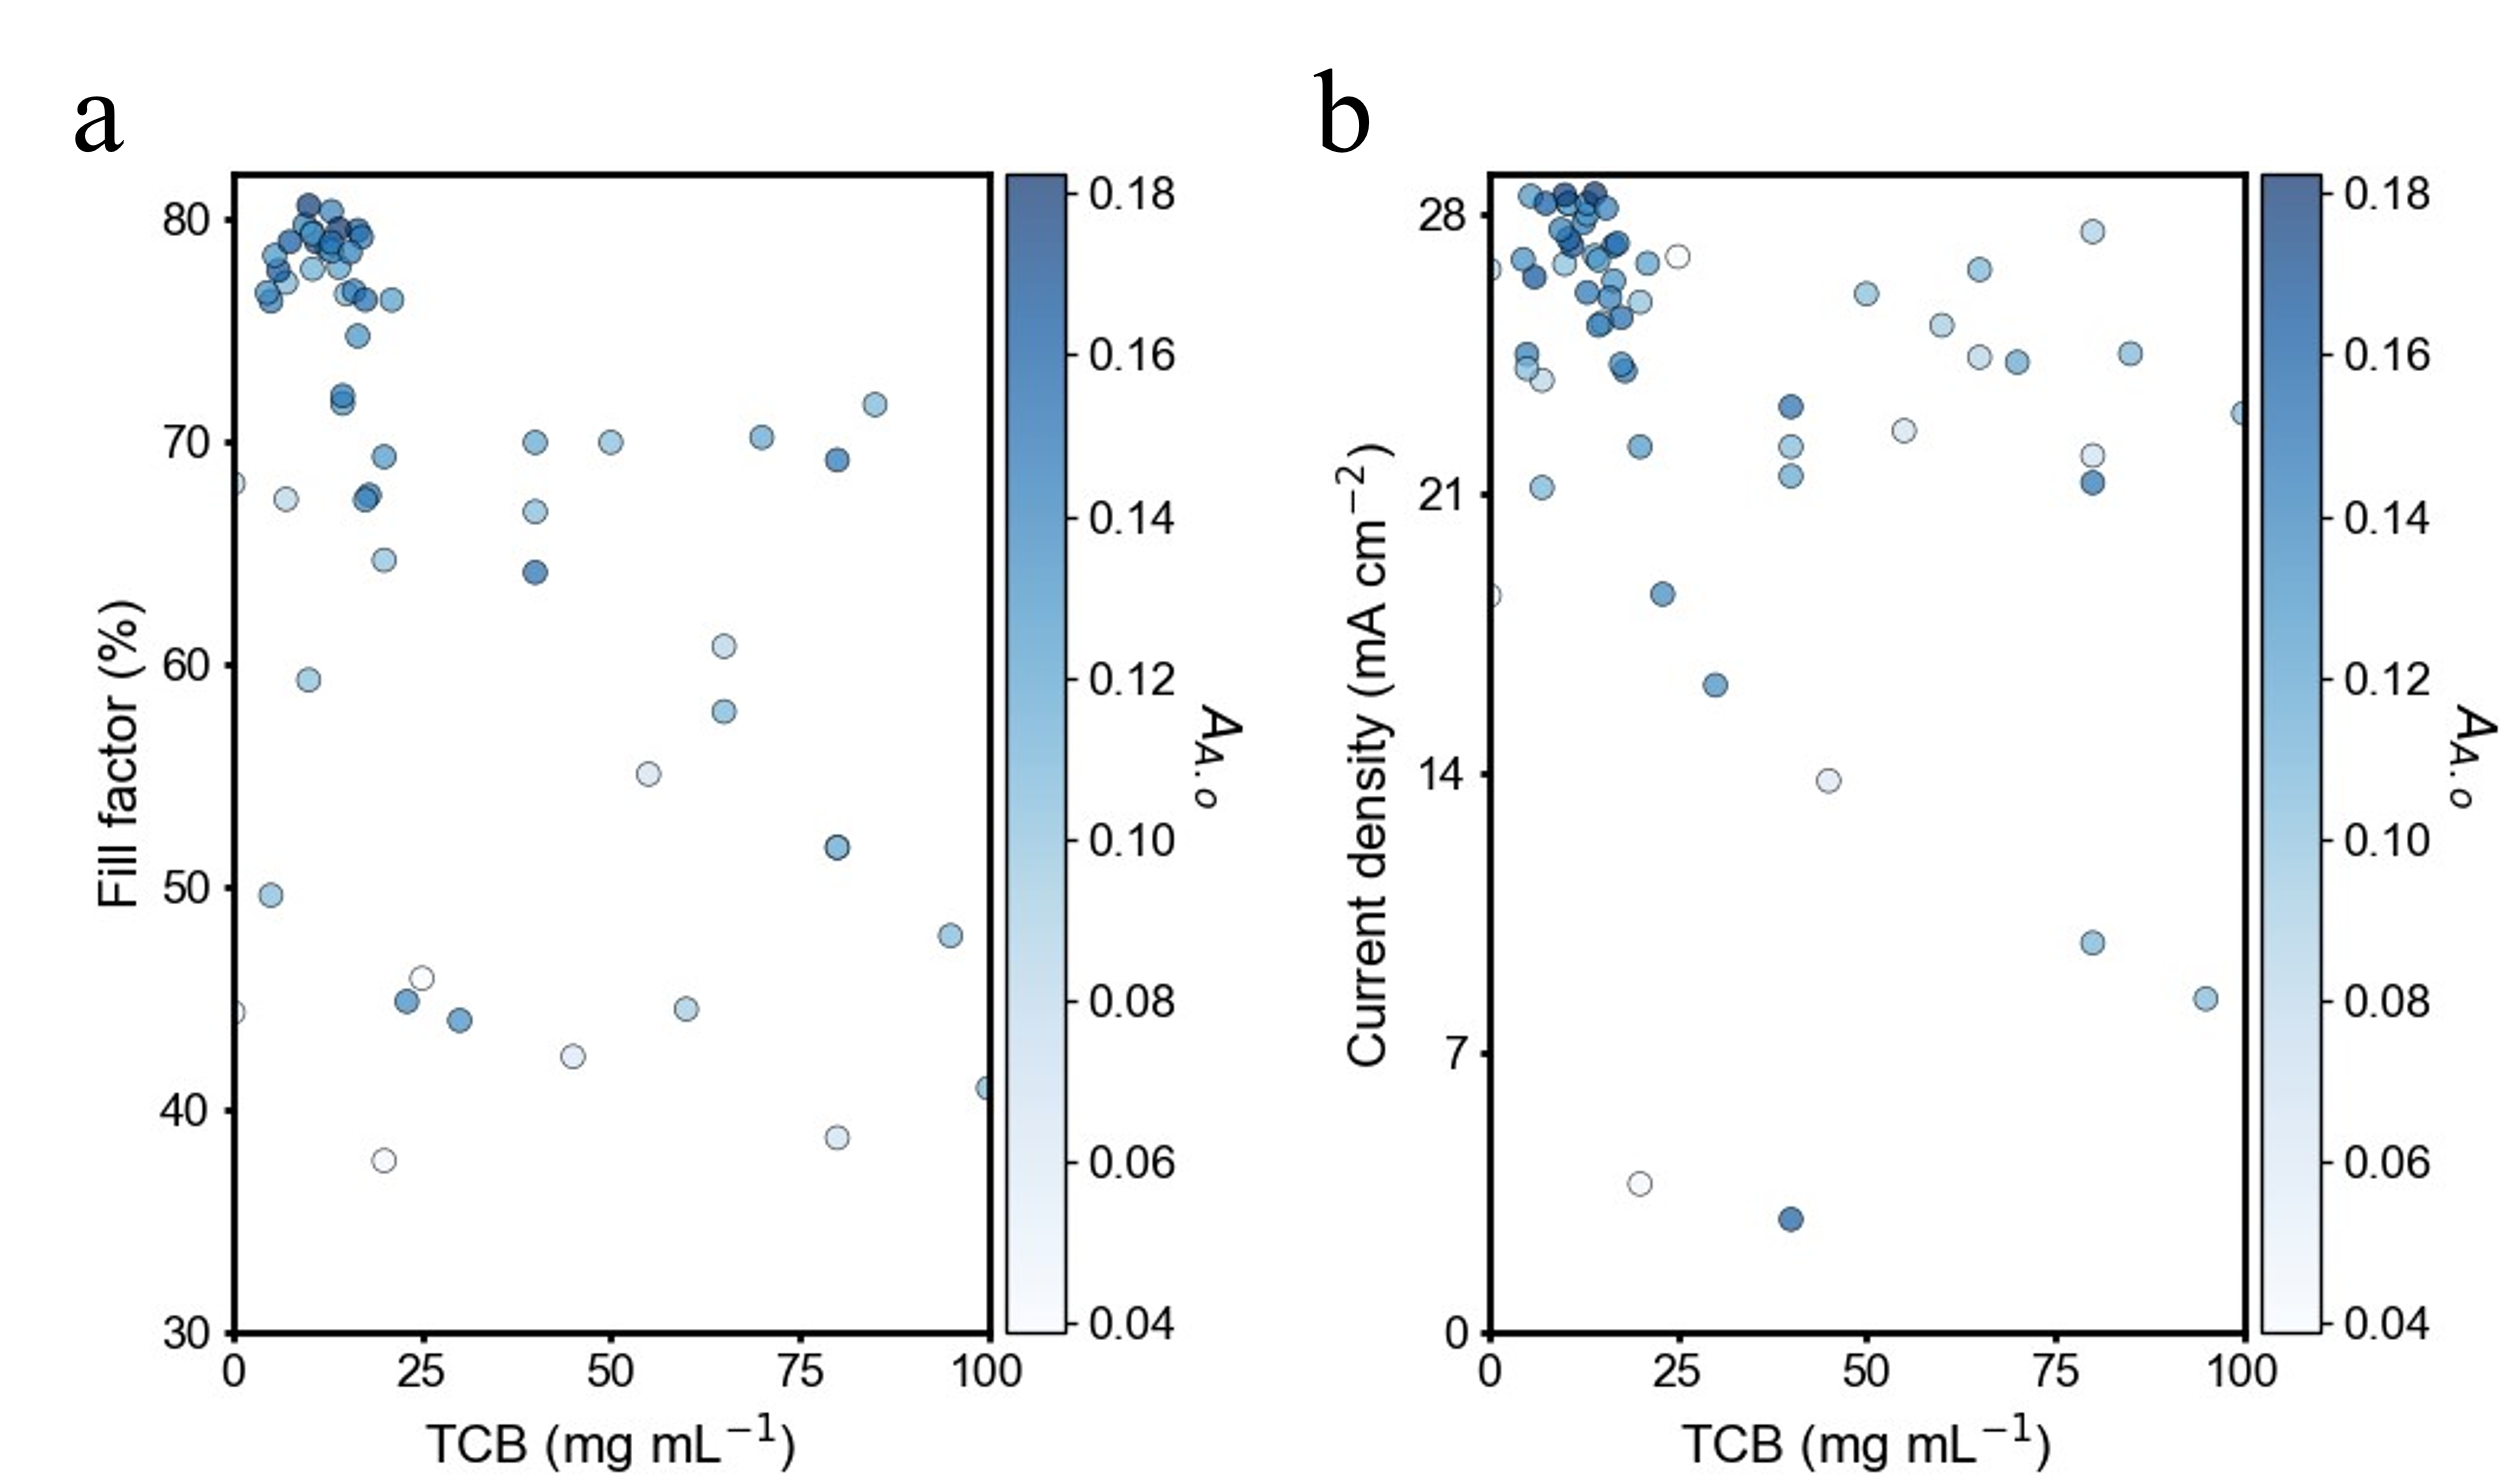 a
80
70
60
50
40
30
Fill factor (%)
0 25 50 75 100
TCB (mg mL⁻¹)
0.18
0.16
0.14
0.12
0.10
0.08
0.06
0.04
A_{A.o}
b
28
21
14
7
0
Current density (mA cm⁻²)
0 25 50 75 100
TCB (mg mL⁻¹)
0.18
0.16
0.14
0.12
0.10
0.08
0.06
0.04
A_{A.o}